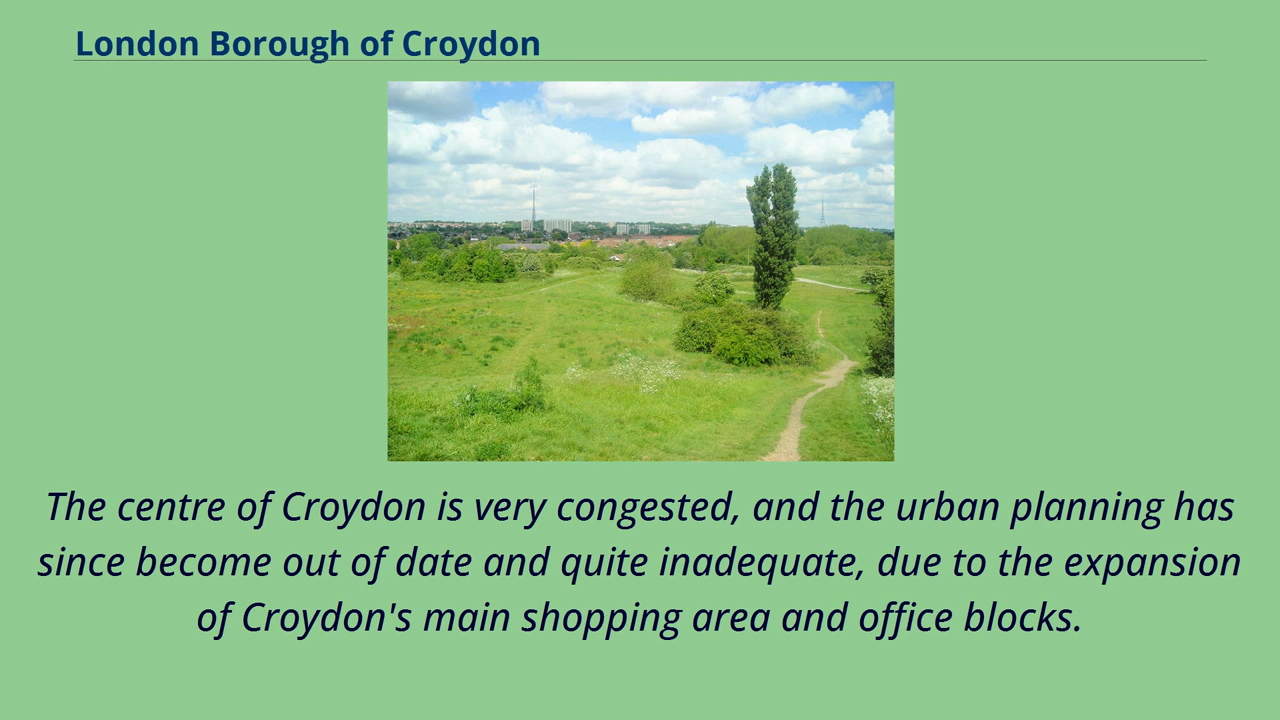 London Borough of Croydon
The centre of Croydon is very congested, and the urban planning has
since become out of date and quite inadequate, due to the expansion
of Croydon's main shopping area and office blocks.